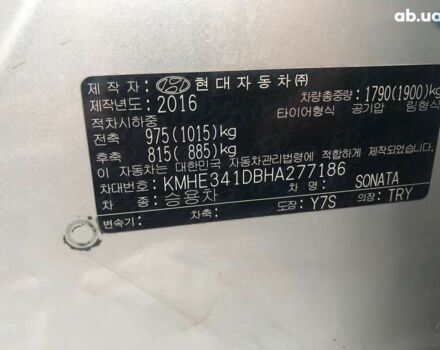 ab.ua
제 작 자 : 현대자동차㈜
제작년도: 2016 차량총중량: 1790(1900)kg
적차시하중 타이어형식 공기압 림형식
전축 975(1015)kg
후축 815( 885)kg
이 자동차는 대한민국 자동차관리법령에 적합하게 제작되었습니다.
차대번호: KMHE341DBHA277186
차 종: 승용차 차 명: SONATA
변속기: 차축: 도장: Y7S 의장: TRY